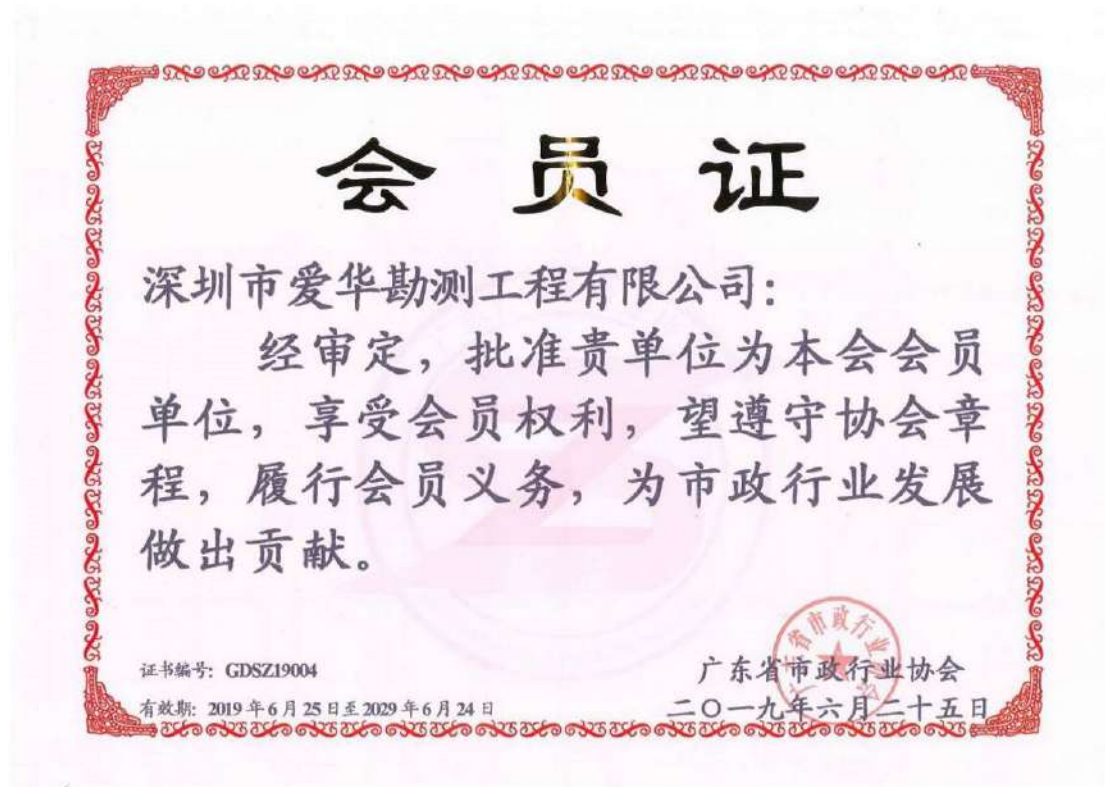 会员证
深圳市爱华勘测工程有限公司：
经审定，批准贵单位为本会会员
单位，享受会员权利，望遵守协会章
程，履行会员义务，为市政行业发展
做出贡献。
证书编号：GDSZ19004
有效期：2019年6月25日至2029年6月24日
广东省市政行业协会
二〇一九年六月二十五日